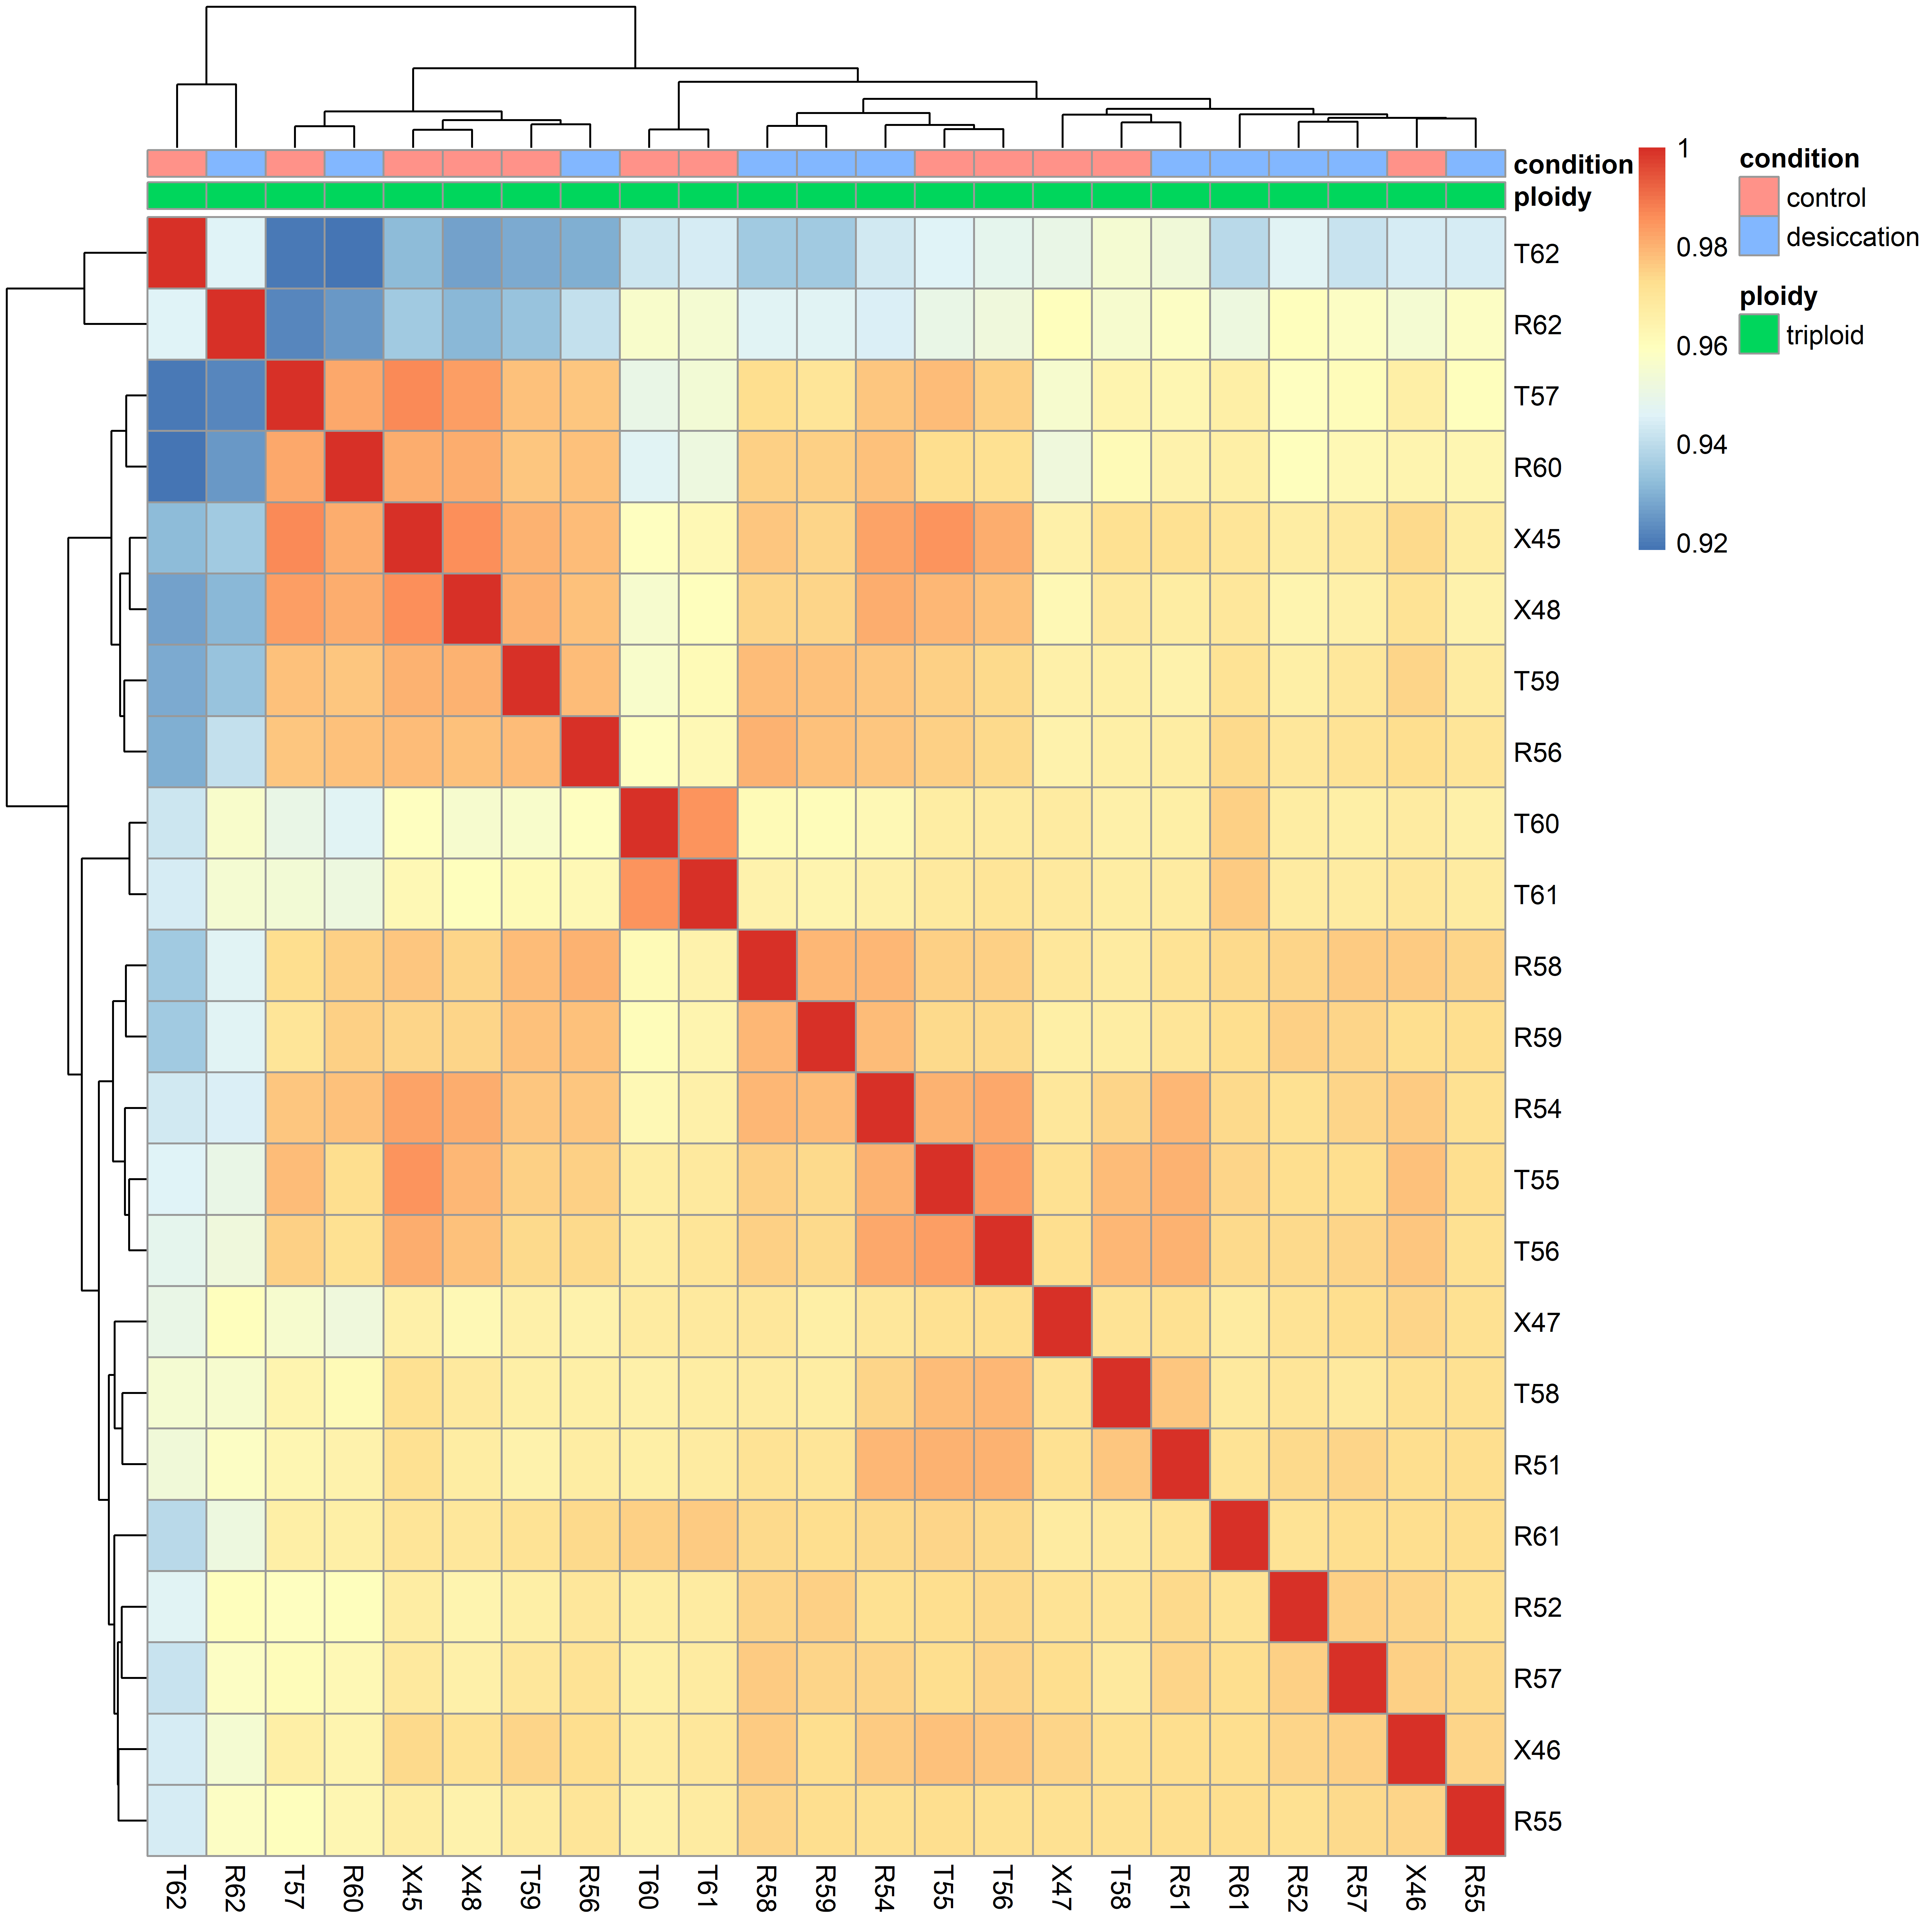 condition
ploidy
T62
R62
T57
R60
X45
X48
T59
R56
T60
T61
R58
R59
R54
T55
T56
X47
T58
R51
R61
R52
R57
X46
R55
T62 R62 T57 R60 X45 X48 T59 R56 T60 T61 R58 R59 R54 T55 T56 X47 T58 R51 R61 R52 R57 X46 R55
1
0.98
0.96
0.94
0.92
condition
control
desiccation
ploidy
triploid